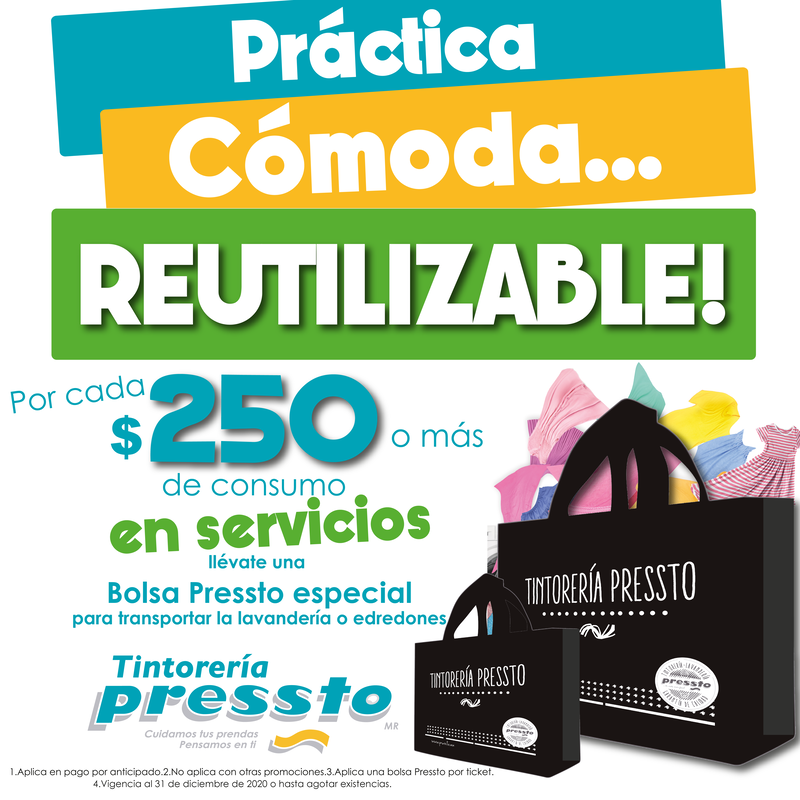 Práctica
Cómoda...
REUTILIZABLE!
Por cada
$250 o más
de consumo
en servicios
llévate una
Bolsa Pressto especial
para transportar la lavandería o edredones
TINTORERÍA PRESSTO
TINTORERÍA PRESSTO
pressto
pressto
Tintorería
pressto
MR
Cuidamos tus prendas
Pensamos en ti
1.Aplica en pago por anticipado.2.No aplica con otras promociones.3.Aplica una bolsa Pressto por ticket.
4.Vigencia al 31 de diciembre de 2020 o hasta agotar existencias.